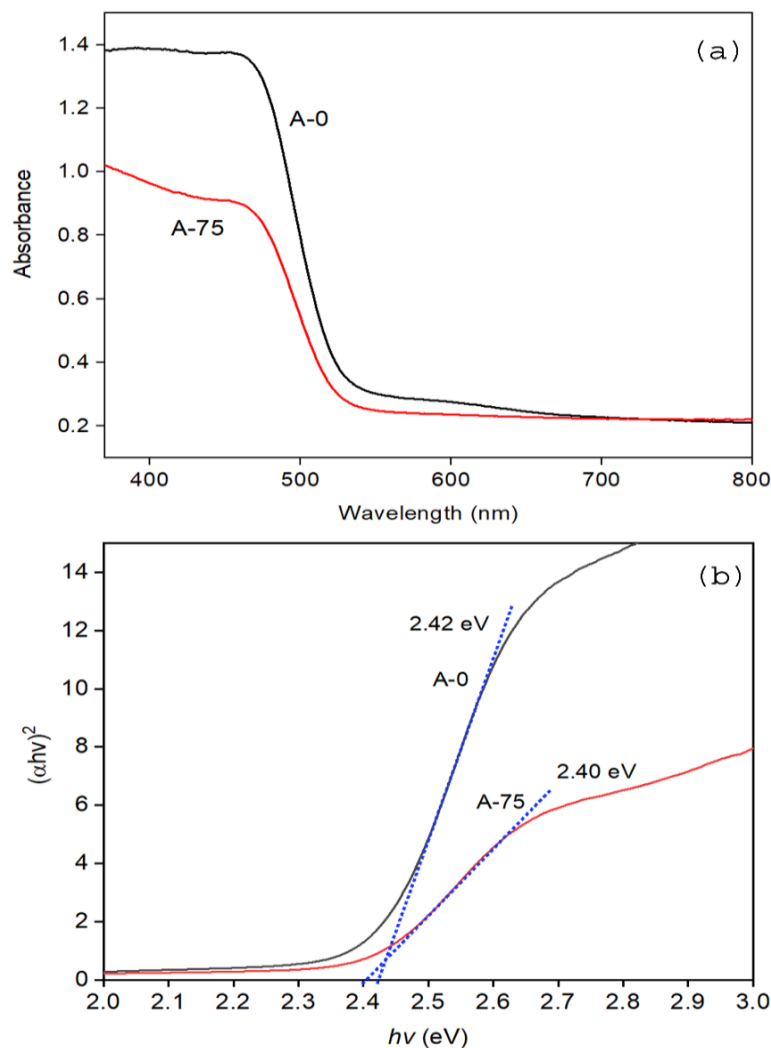 (a)
1.4
1.2
1.0
0.8
0.6
0.4
0.2
Absorbance
A-0
A-75
400 500 600 700 800
Wavelength (nm)
(b)
14
12
10
8
6
4
2
0
(αhν)²
2.42 eV
A-0
2.40 eV
A-75
2.0 2.1 2.2 2.3 2.4 2.5 2.6 2.7 2.8 2.9 3.0
hν (eV)